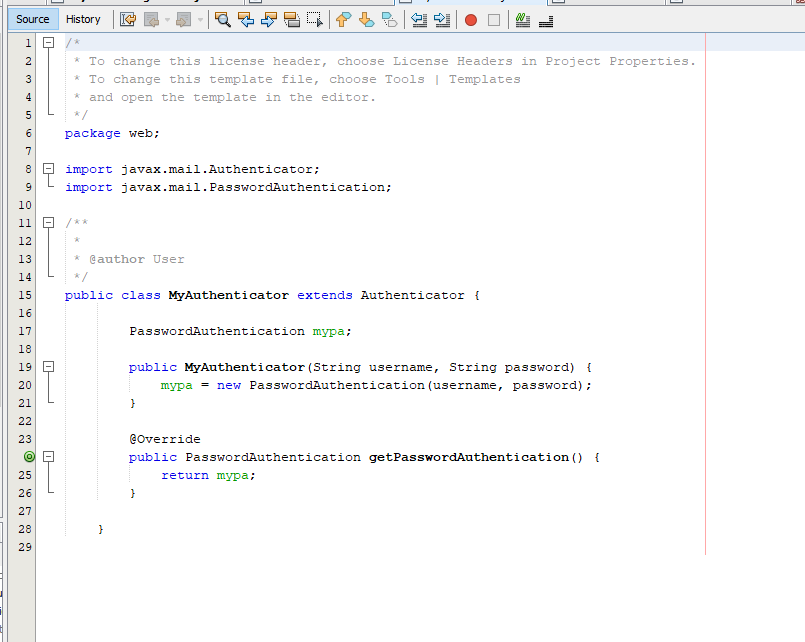 Source History
1 /*
2  * To change this license header, choose License Headers in Project Properties.
3  * To change this template file, choose Tools | Templates
4  * and open the template in the editor.
5  */
6 package web;
7
8 import javax.mail.Authenticator;
9 import javax.mail.PasswordAuthentication;
10
11 /**
12  *
13  * @author User
14  */
15 public class MyAuthenticator extends Authenticator {
16
17         PasswordAuthentication mypa;
18
19         public MyAuthenticator(String username, String password) {
20             mypa = new PasswordAuthentication(username, password);
21         }
22
23         @Override
        public PasswordAuthentication getPasswordAuthentication() {
25             return mypa;
26         }
27
28     }
29